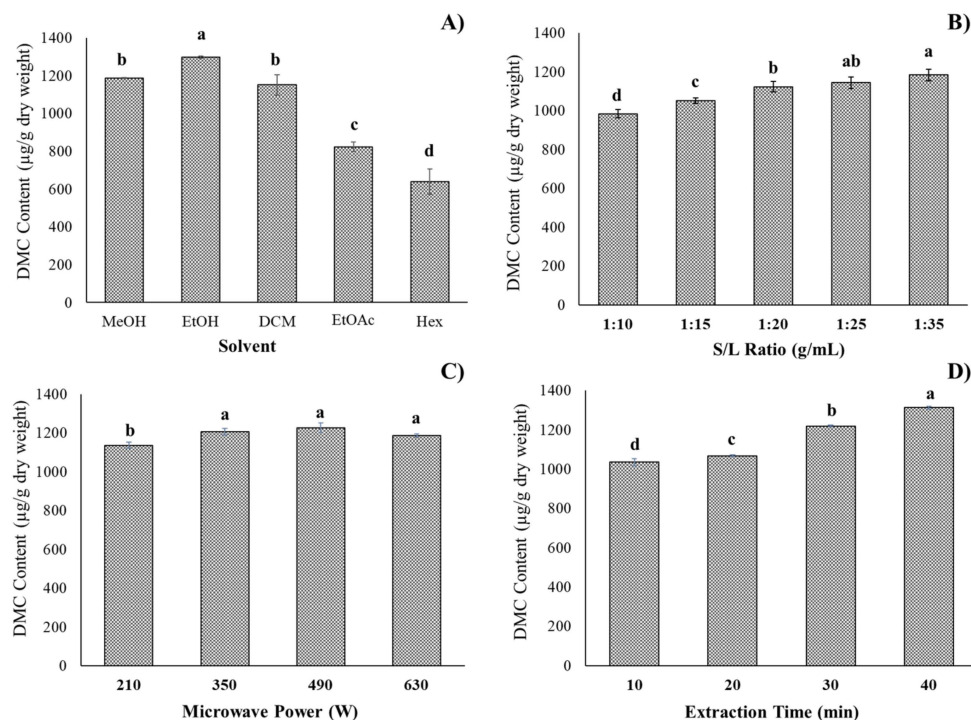 A)
DMC Content (µg/g dry weight)
1400
1200
1000
800
600
400
200
0
b
a
b
c
d
MeOH EtOH DCM EtOAc Hex
Solvent
B)
DMC Content (µg/g dry weight)
1400
1200
1000
800
600
400
200
0
d
c
b
ab
a
1:10 1:15 1:20 1:25 1:35
S/L Ratio (g/mL)
C)
DMC Content (µg/g dry weight)
1400
1200
1000
800
600
400
200
0
b
a
a
a
210 350 490 630
Microwave Power (W)
D)
DMC Content (µg/g dry weight)
1400
1200
1000
800
600
400
200
0
d
c
b
a
10 20 30 40
Extraction Time (min)